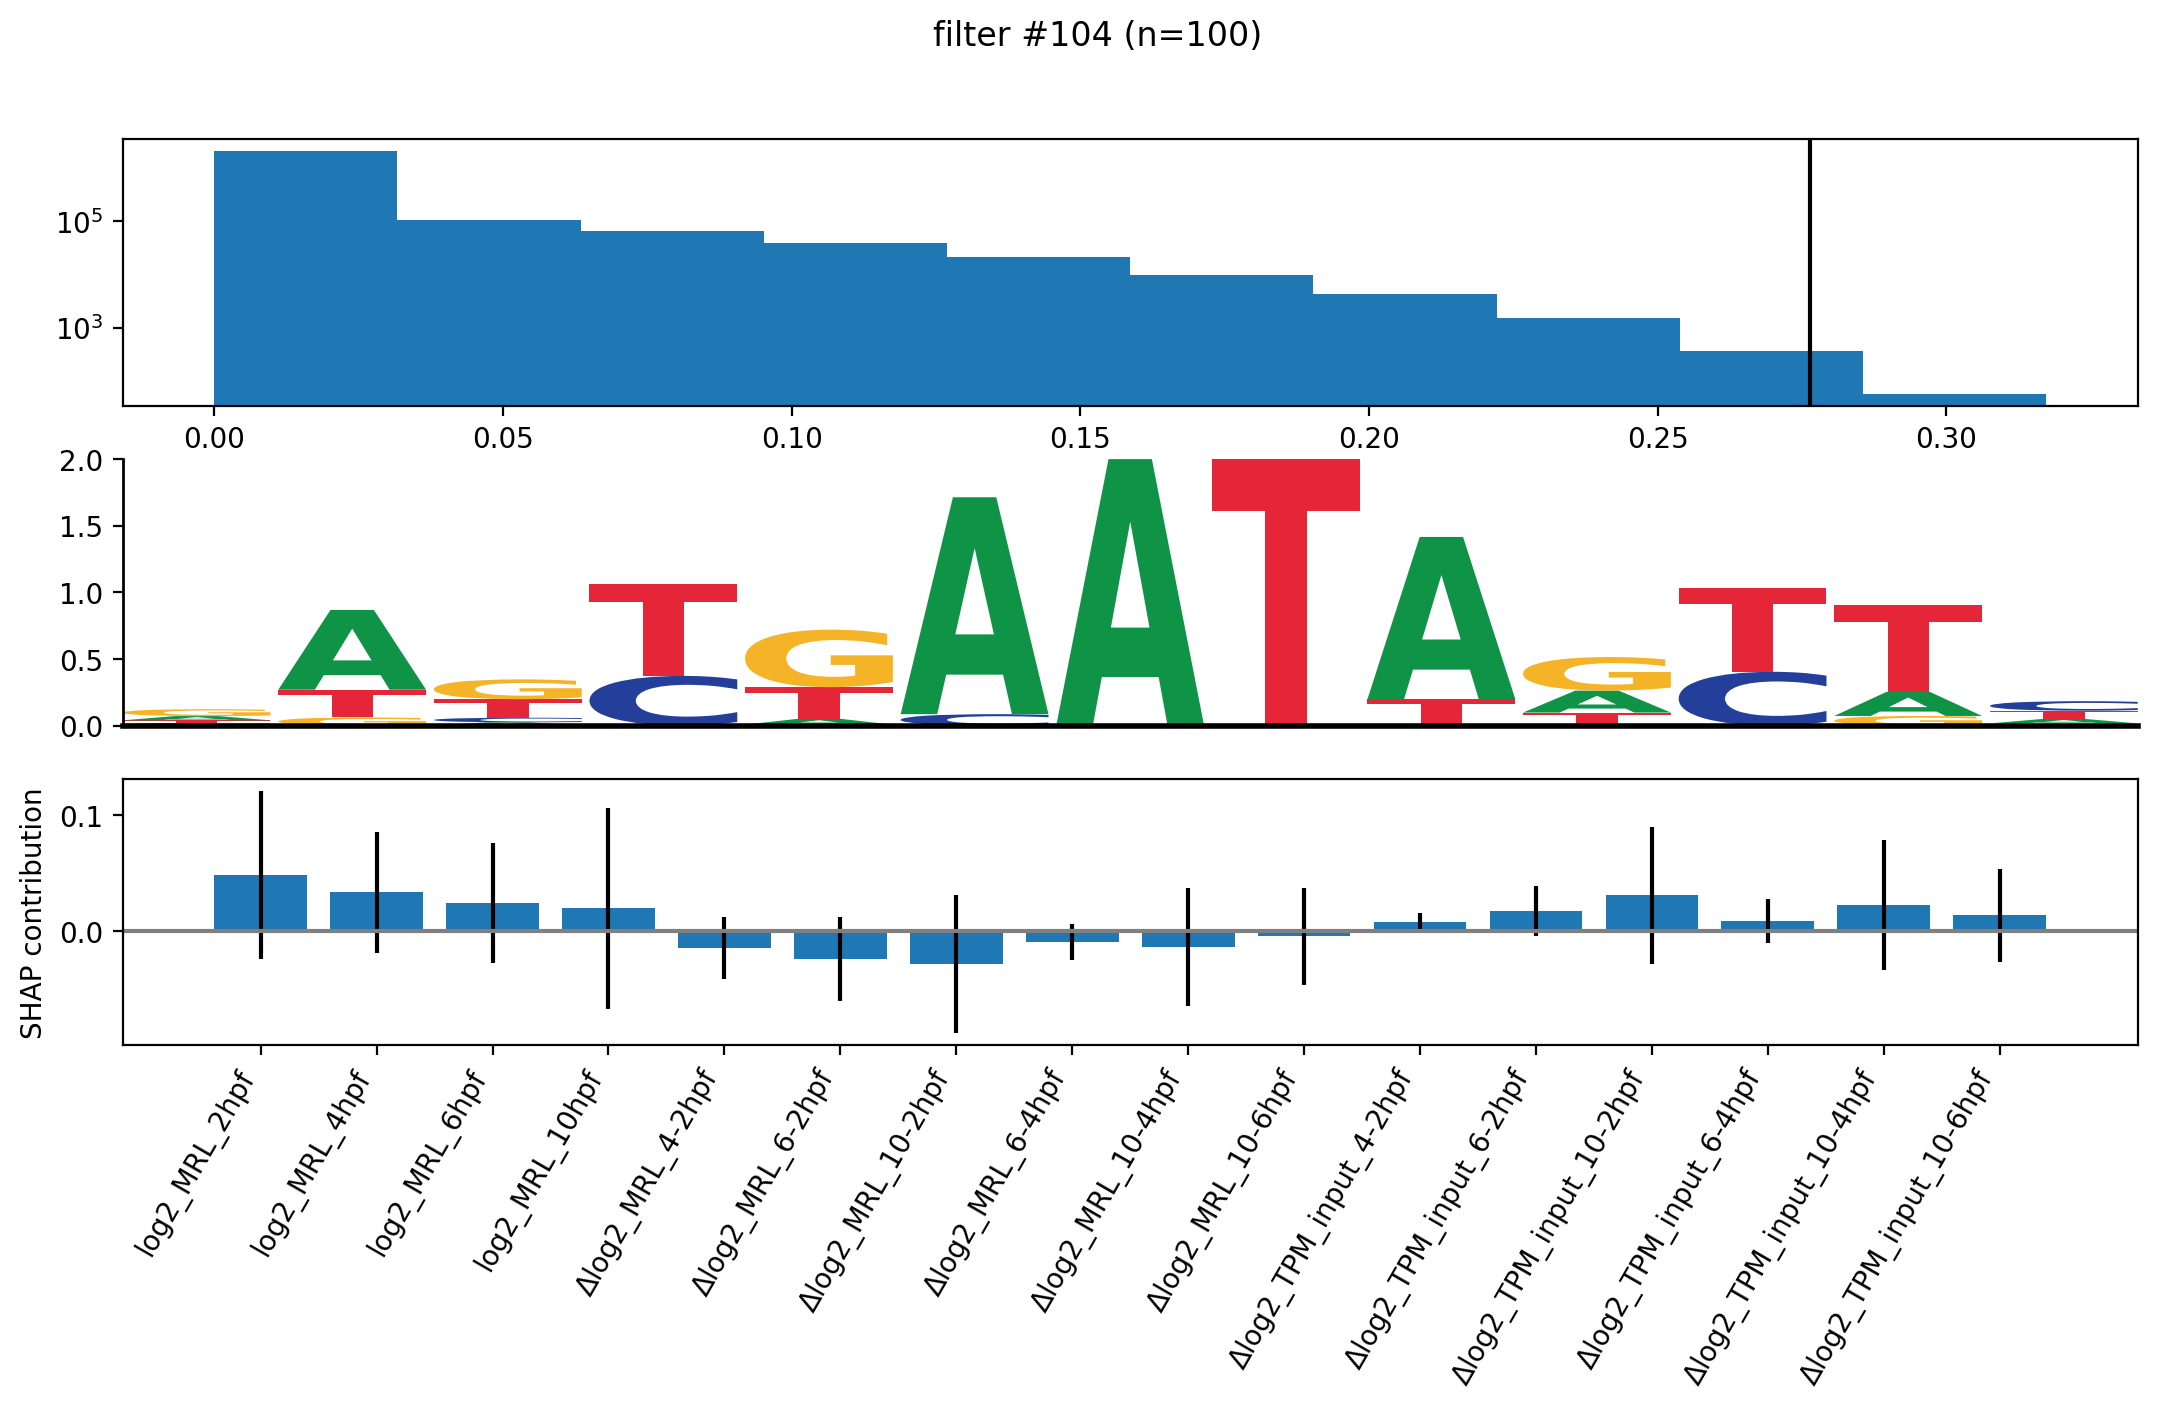 filter #104 (n=100)
10⁵
10³
0.00 0.05 0.10 0.15 0.20 0.25 0.30
2.0
1.5
1.0
0.5
0.0
G A T
A T G
G T C
T C
G T A
A C
A
T
A T
G A T
T C
T A G
C T A
SHAP contribution
0.1
0.0
log2_MRL_2hpf
log2_MRL_4hpf
log2_MRL_6hpf
log2_MRL_10hpf
Δlog2_MRL_4-2hpf
Δlog2_MRL_6-2hpf
Δlog2_MRL_10-2hpf
Δlog2_MRL_6-4hpf
Δlog2_MRL_10-4hpf
Δlog2_MRL_10-6hpf
Δlog2_TPM_input_4-2hpf
Δlog2_TPM_input_6-2hpf
Δlog2_TPM_input_10-2hpf
Δlog2_TPM_input_6-4hpf
Δlog2_TPM_input_10-4hpf
Δlog2_TPM_input_10-6hpf